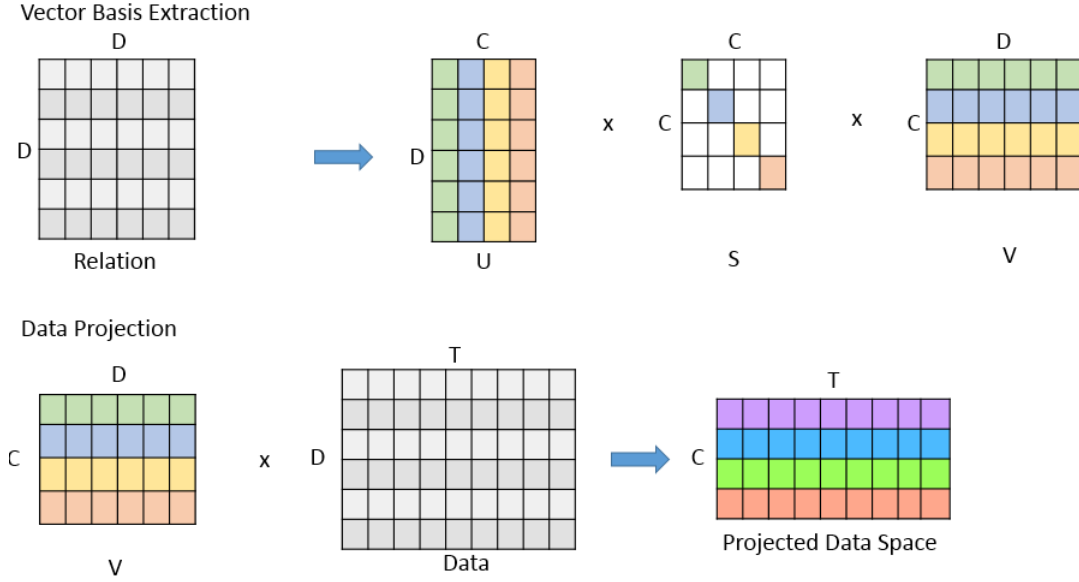 Vector Basis Extraction
D
C
C
D
D
D
x
C
x
C
Relation
U
S
V
Data Projection
D
T
T
C
x
D
C
V
Data
Projected Data Space